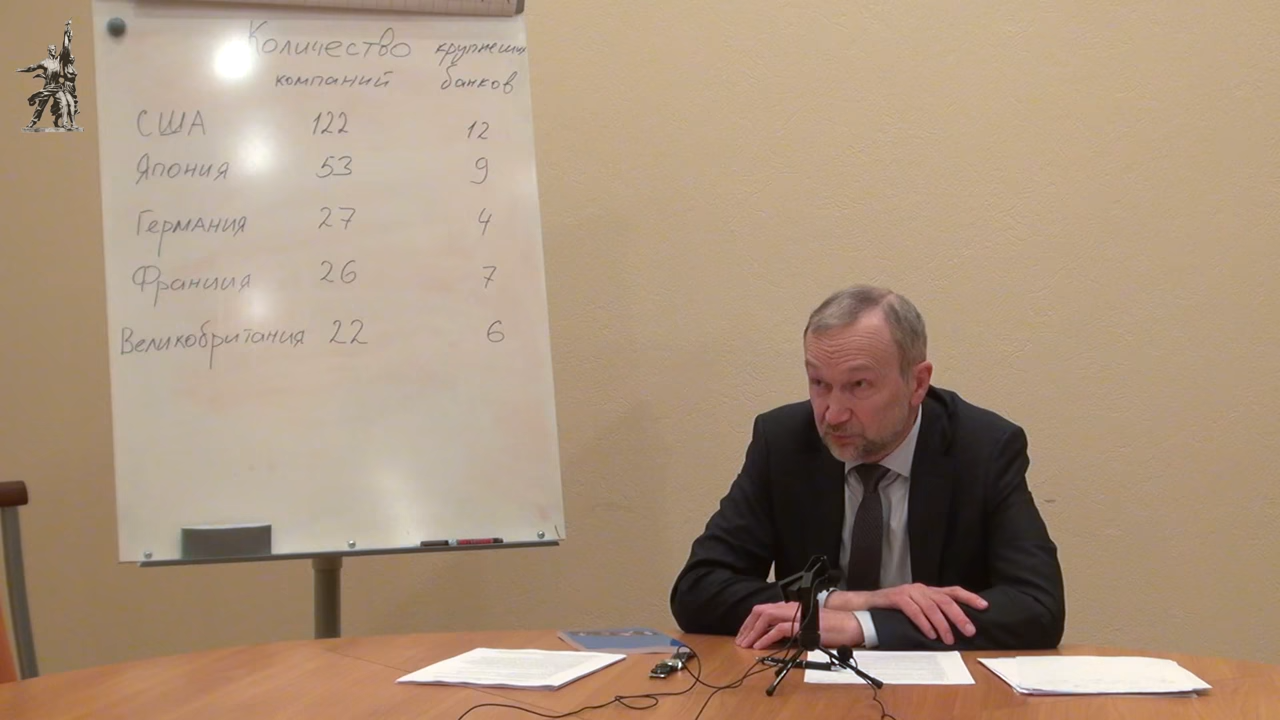 Количество крупнейших
компаний банков
США 122 12
Япония 53 9
Германия 27 4
Франция 26 7
Великобритания 22 6